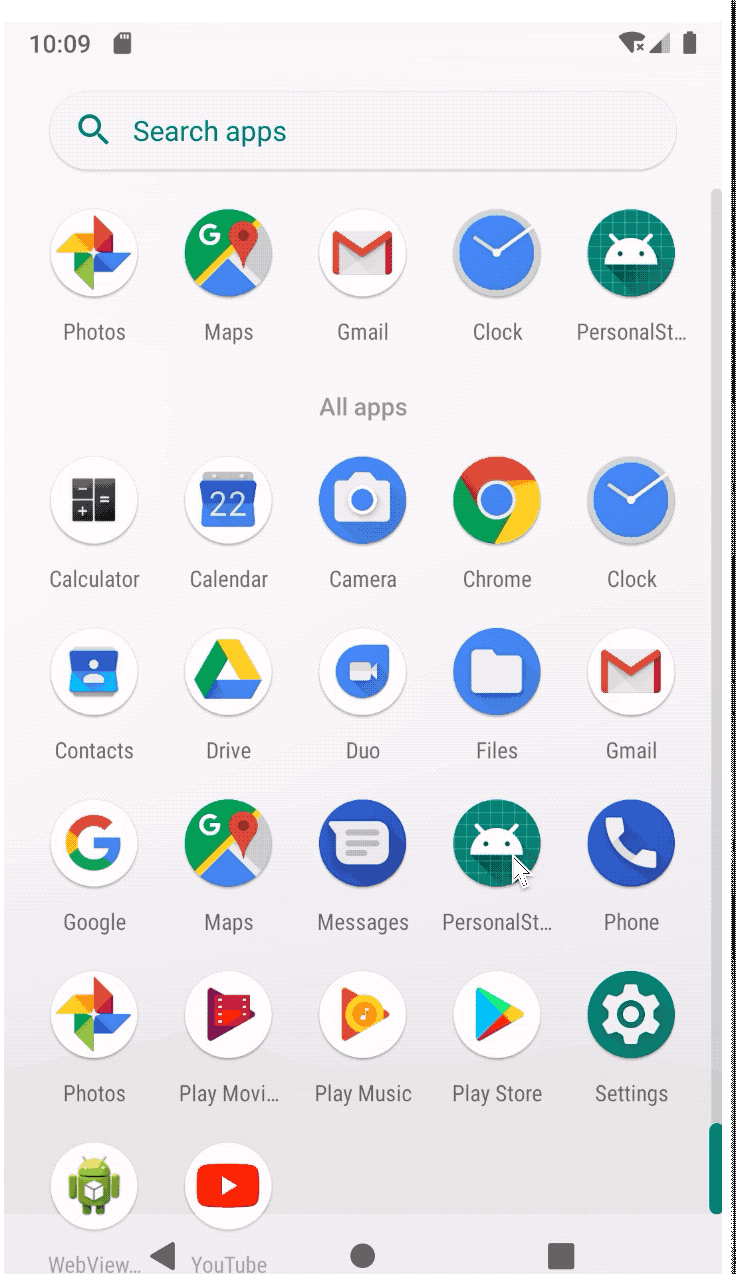 10:09
Search apps
G
Photos Maps Gmail Clock PersonalSt…
All apps
22
Calculator Calendar Camera Chrome Clock
Contacts Drive Duo Files Gmail
G G
Google Maps Messages PersonalSt… Phone
Photos Play Movi… Play Music Play Store Settings
WebView… YouTube